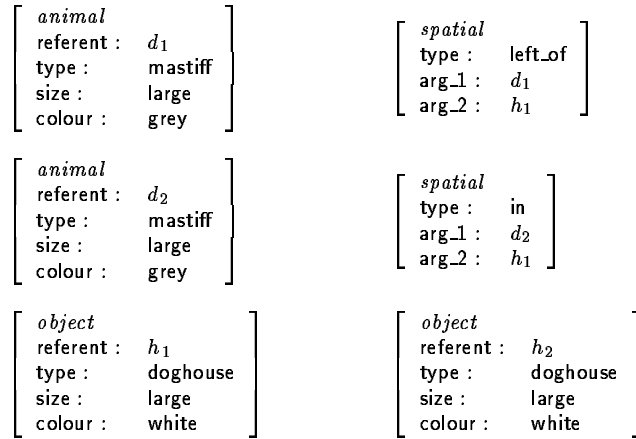 animal
referent : d1
type : mastiff
size : large
colour : grey
spatial
type : left_of
arg_1 : d1
arg_2 : h1
animal
referent : d2
type : mastiff
size : large
colour : grey
spatial
type : in
arg_1 : d2
arg_2 : h1
object
referent : h1
type : doghouse
size : large
colour : white
object
referent : h2
type : doghouse
size : large
colour : white